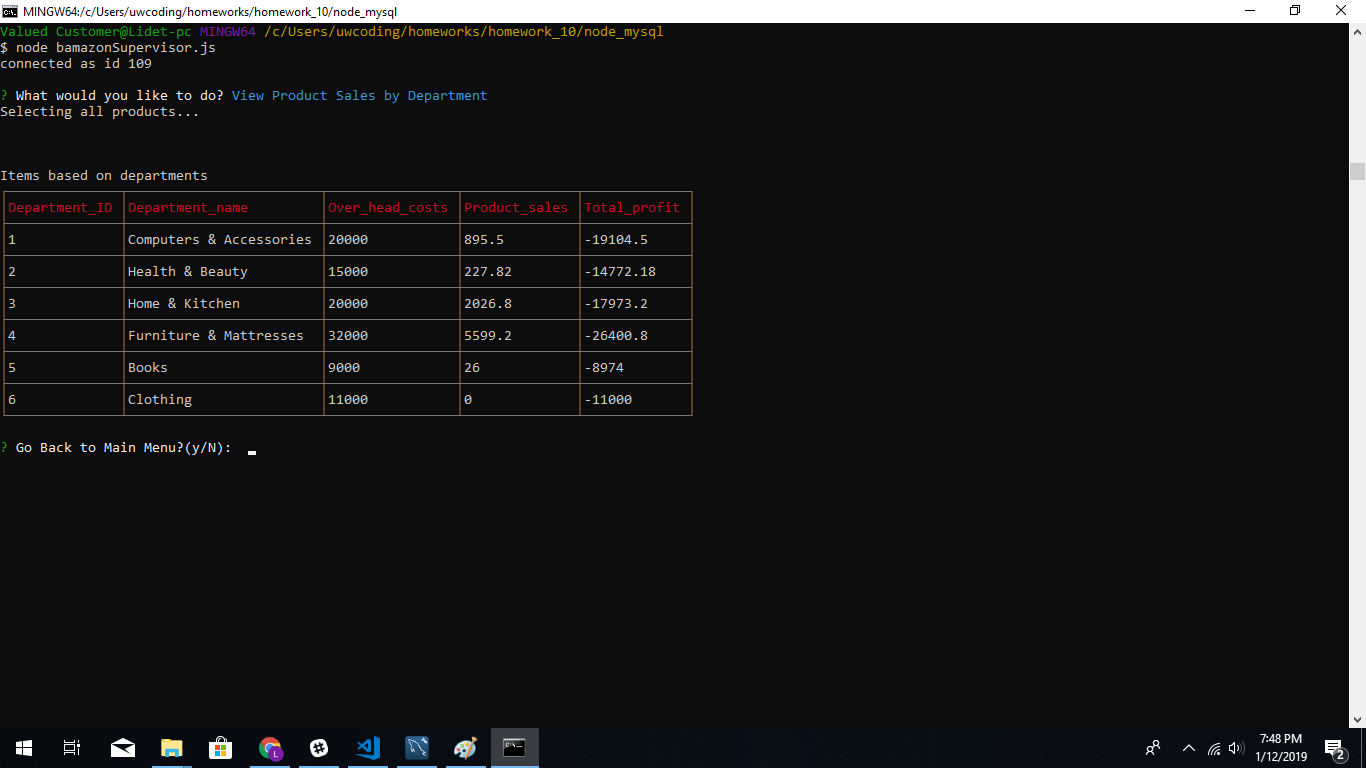 MINGW64:/c/Users/uwcoding/homeworks/homework_10/node_mysql
Valued Customer@Lidet-pc MINGW64 /c/Users/uwcoding/homeworks/homework_10/node_mysql
$ node bamazonSupervisor.js
connected as id 109
? What would you like to do? View Product Sales by Department
Selecting all products...
Items based on departments
Department_ID Department_name Over_head_costs Product_sales Total_profit
1 Computers & Accessories 20000 895.5 -19104.5
2 Health & Beauty 15000 227.82 -14772.18
3 Home & Kitchen 20000 2026.8 -17973.2
4 Furniture & Mattresses 32000 5599.2 -26400.8
5 Books 9000 26 -8974
6 Clothing 11000 0 -11000
? Go Back to Main Menu?(y/N):
7:48 PM
1/12/2019
2